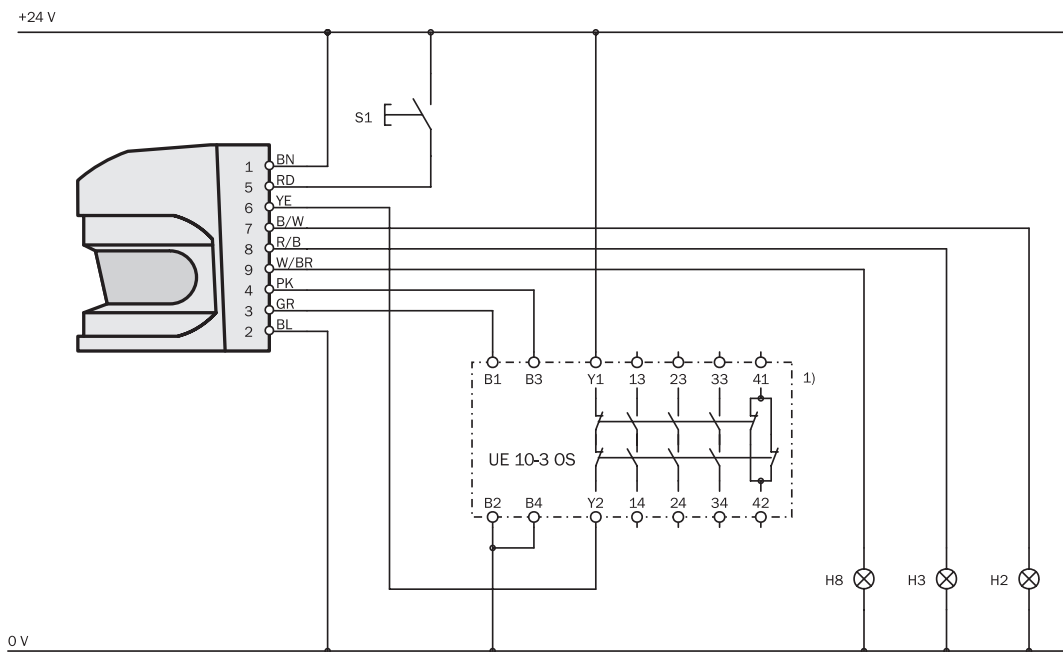 +24 V
S1
1 BN
5 RD
6 YE
7 B/W
8 R/B
9 W/BR
4 PK
3 GR
2 BL
B1 B3 Y1 13 23 33 41 1)
UE 10-3 OS
B2 B4 Y2 14 24 34 42
H8 H3 H2
0 V